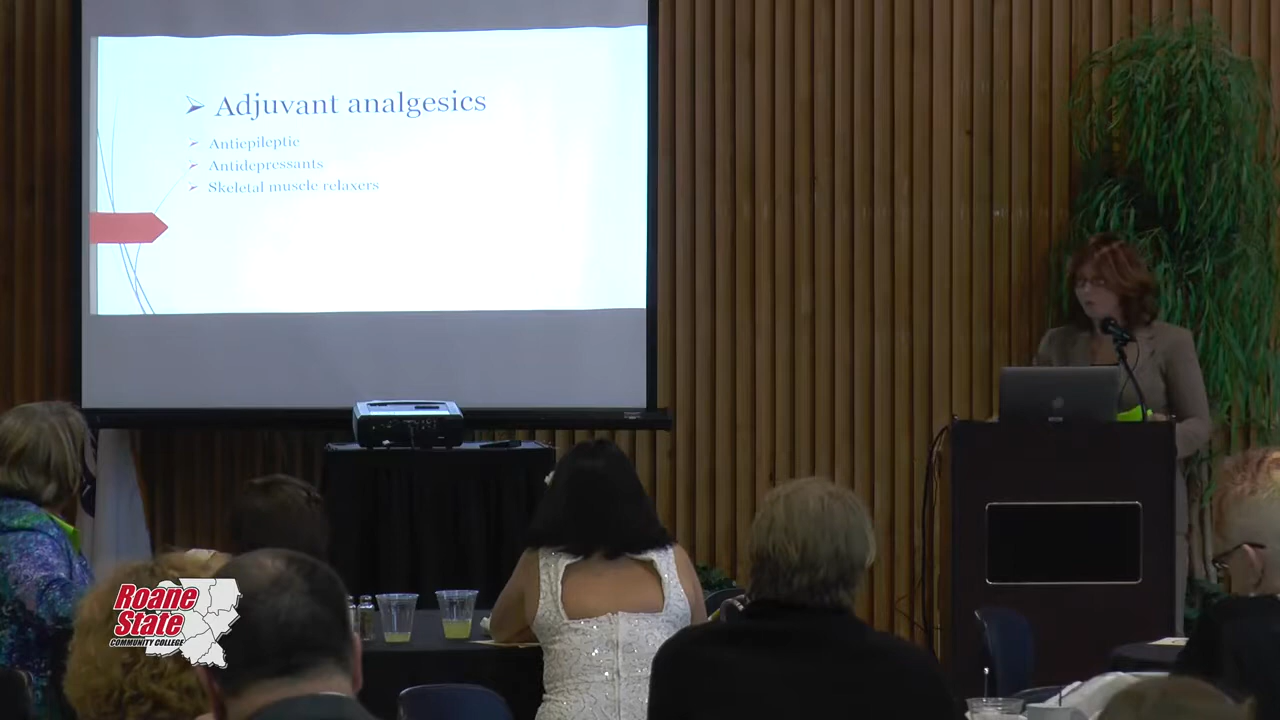 Adjuvant analgesics
Antiepileptic
Antidepressants
Skeletal muscle relaxers
Roane
State
COMMUNITY COLLEGE